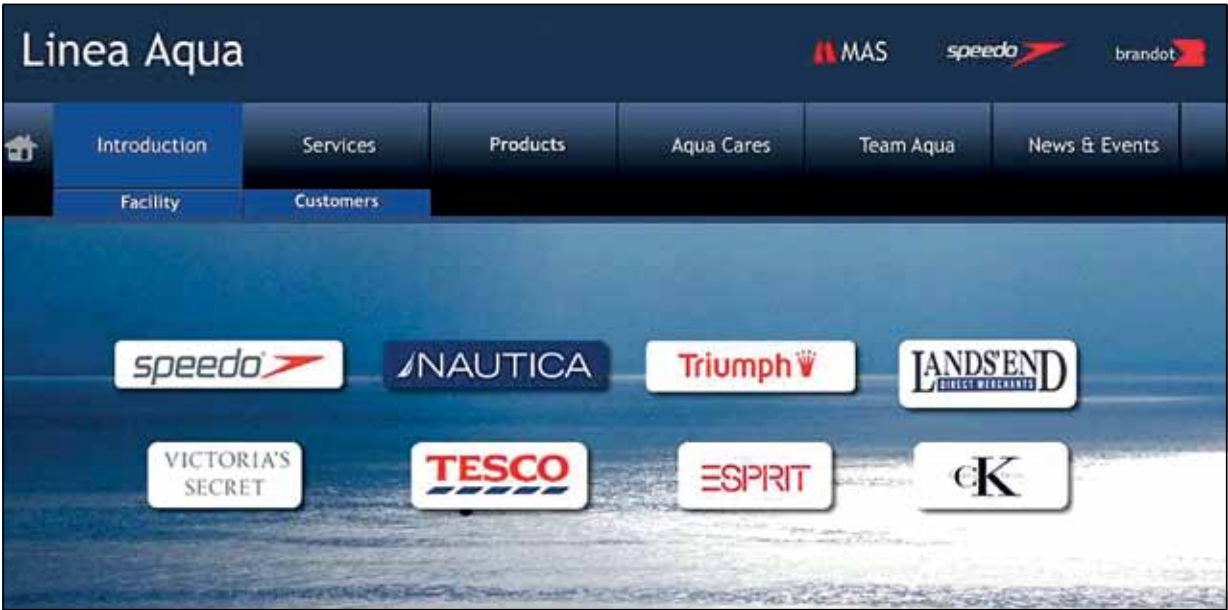 Linea Aqua
MAS speedo brandot
Introduction Services Products Aqua Cares Team Aqua News & Events
Facility Customers
speedo NAUTICA Triumph LANDS' END
DIRECT MERCHANTS
VICTORIA'S
SECRET
TESCO ESPRIT cK